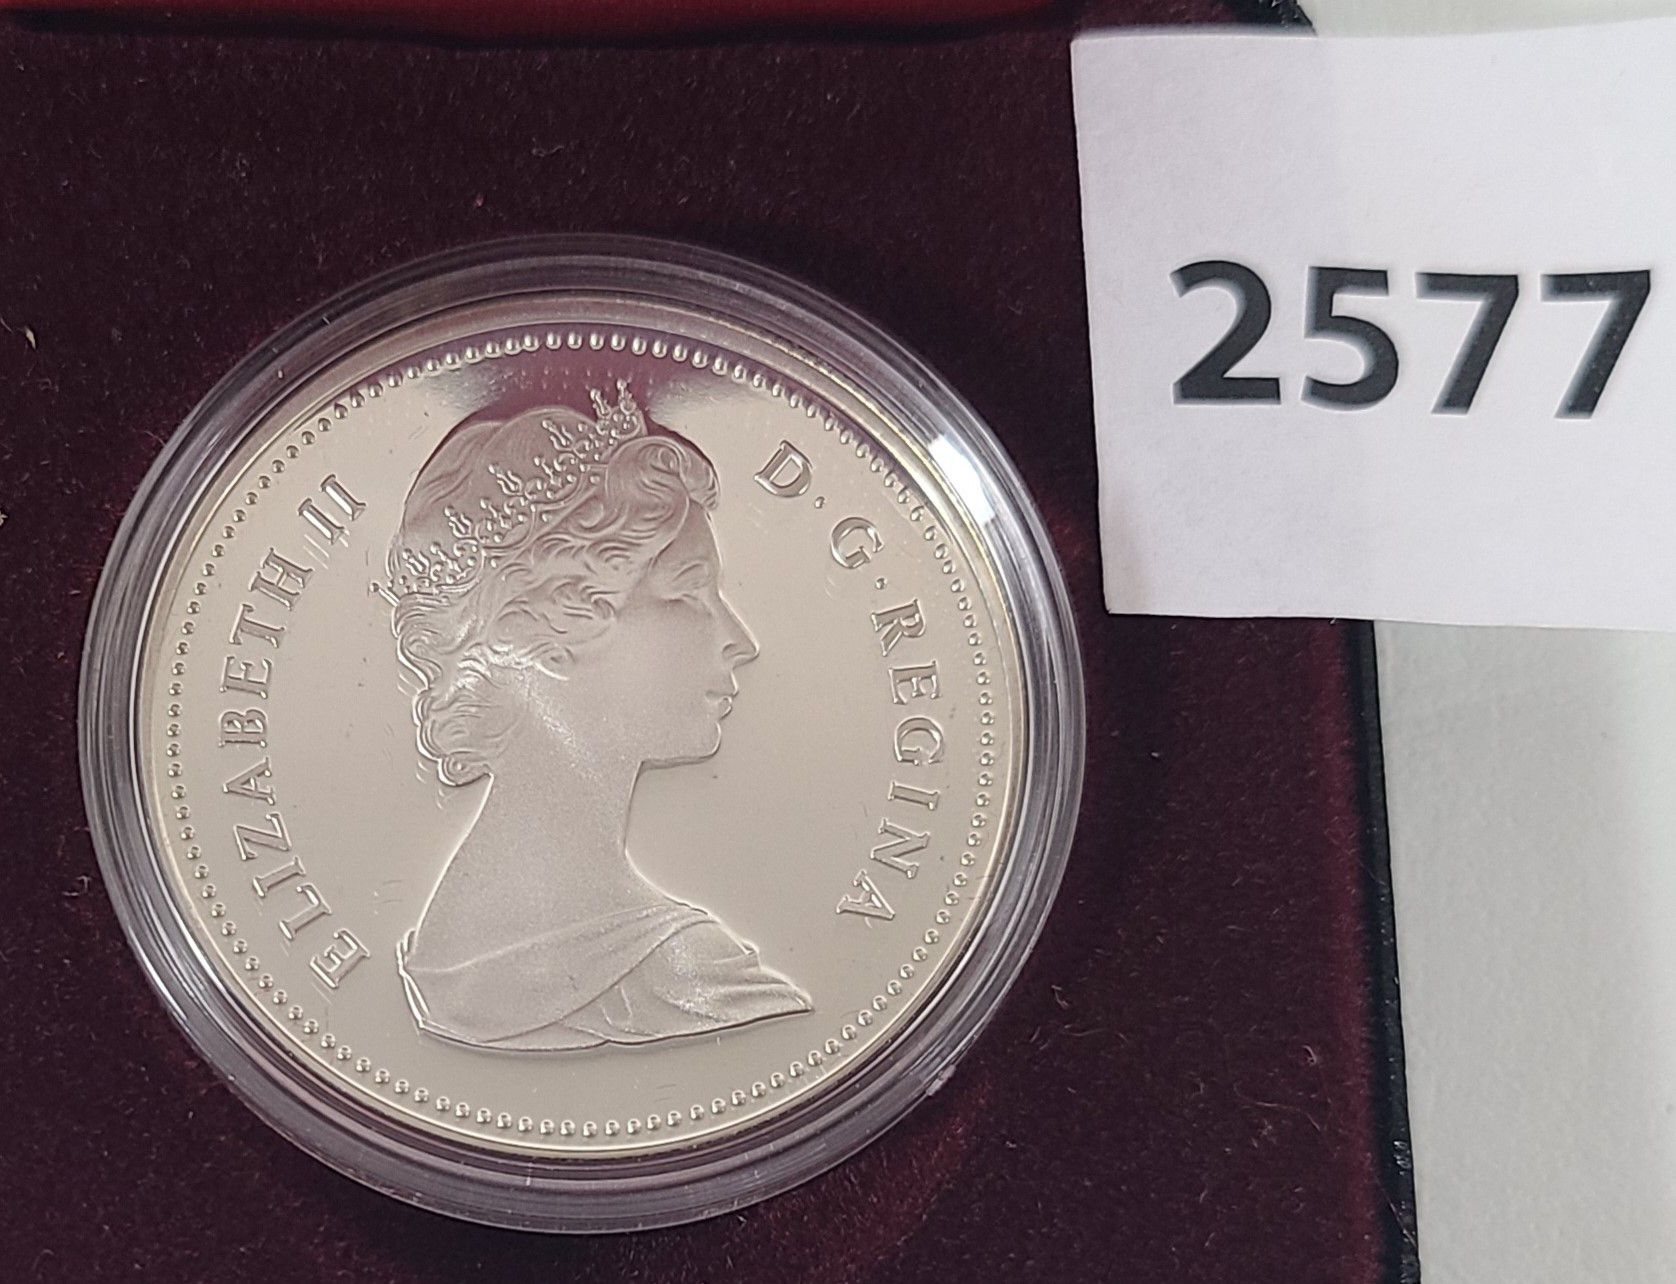 ELIZABETH II
D. G. REGINA
2577